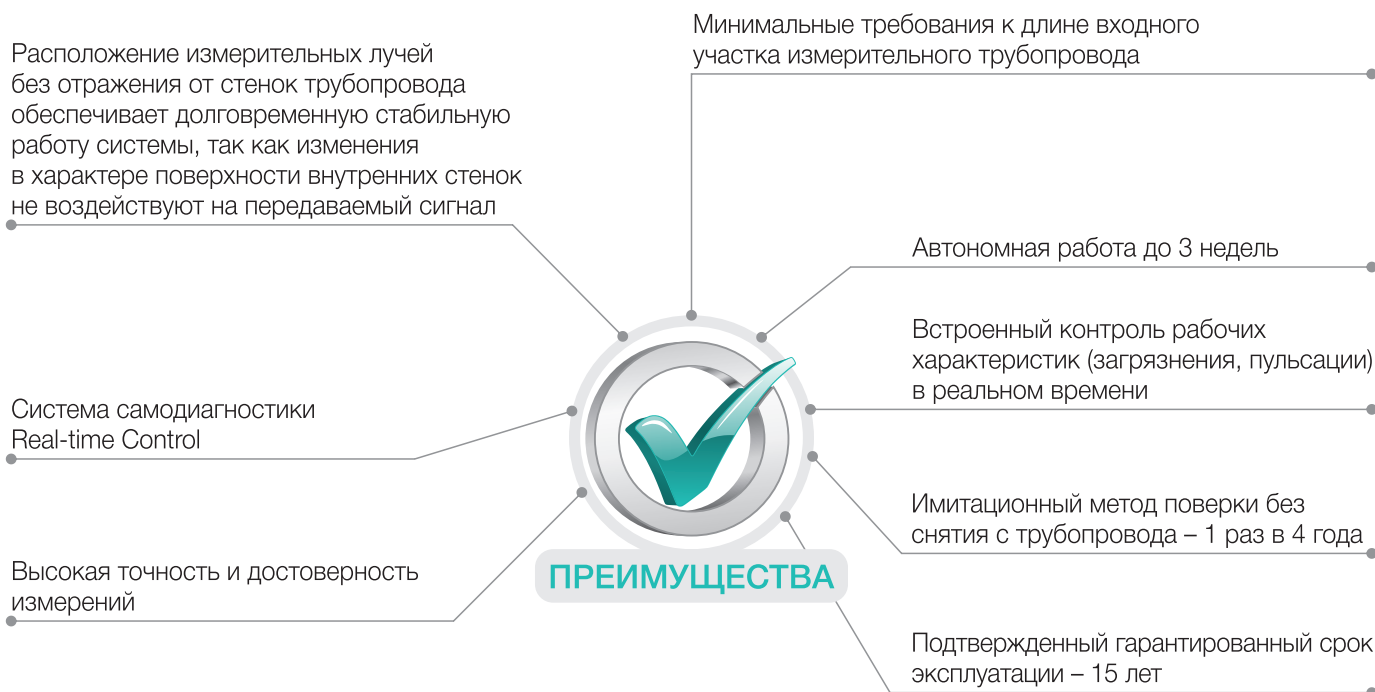 Расположение измерительных лучей
без отражения от стенок трубопровода
обеспечивает долговременную стабильную
работу системы, так как изменения
в характере поверхности внутренних стенок
не воздействуют на передаваемый сигнал
Система самодиагностики
Real-time Control
Высокая точность и достоверность
измерений
Минимальные требования к длине входного
участка измерительного трубопровода
Автономная работа до 3 недель
Встроенный контроль рабочих
характеристик (загрязнения, пульсации)
в реальном времени
Имитационный метод поверки без
снятия с трубопровода – 1 раз в 4 года
Подтвержденный гарантированный срок
эксплуатации – 15 лет
ПРЕИМУЩЕСТВА